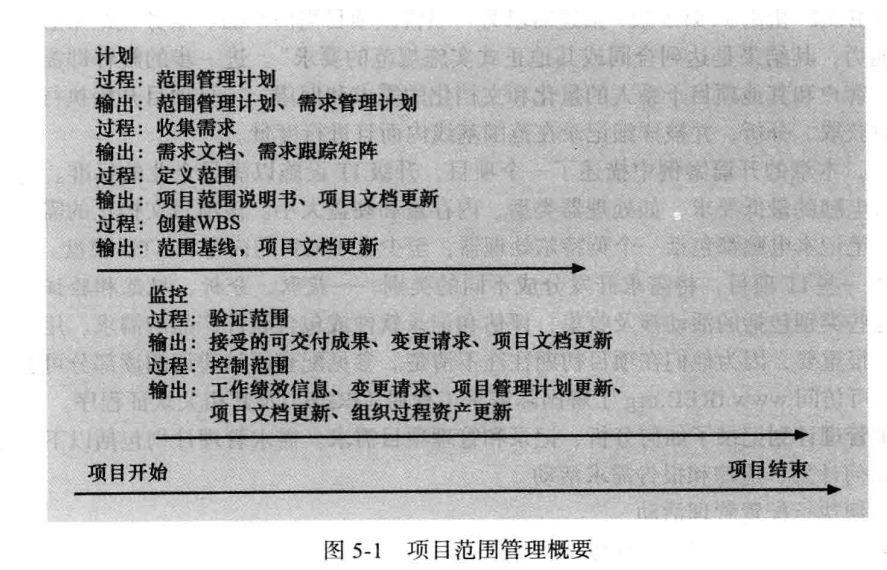 计划
过程：范围管理计划
输出：范围管理计划、需求管理计划
过程：收集需求
输出：需求文档、需求跟踪矩阵
过程：定义范围
输出：项目范围说明书、项目文档更新
过程：创建WBS
输出：范围基线，项目文档更新
监控
过程：验证范围
输出：接受的可交付成果、变更请求、项目文档更新
过程：控制范围
输出：工作绩效信息、变更请求、项目管理计划更新、
项目文档更新、组织过程资产更新
项目开始
项目结束
图 5-1 项目范围管理概要